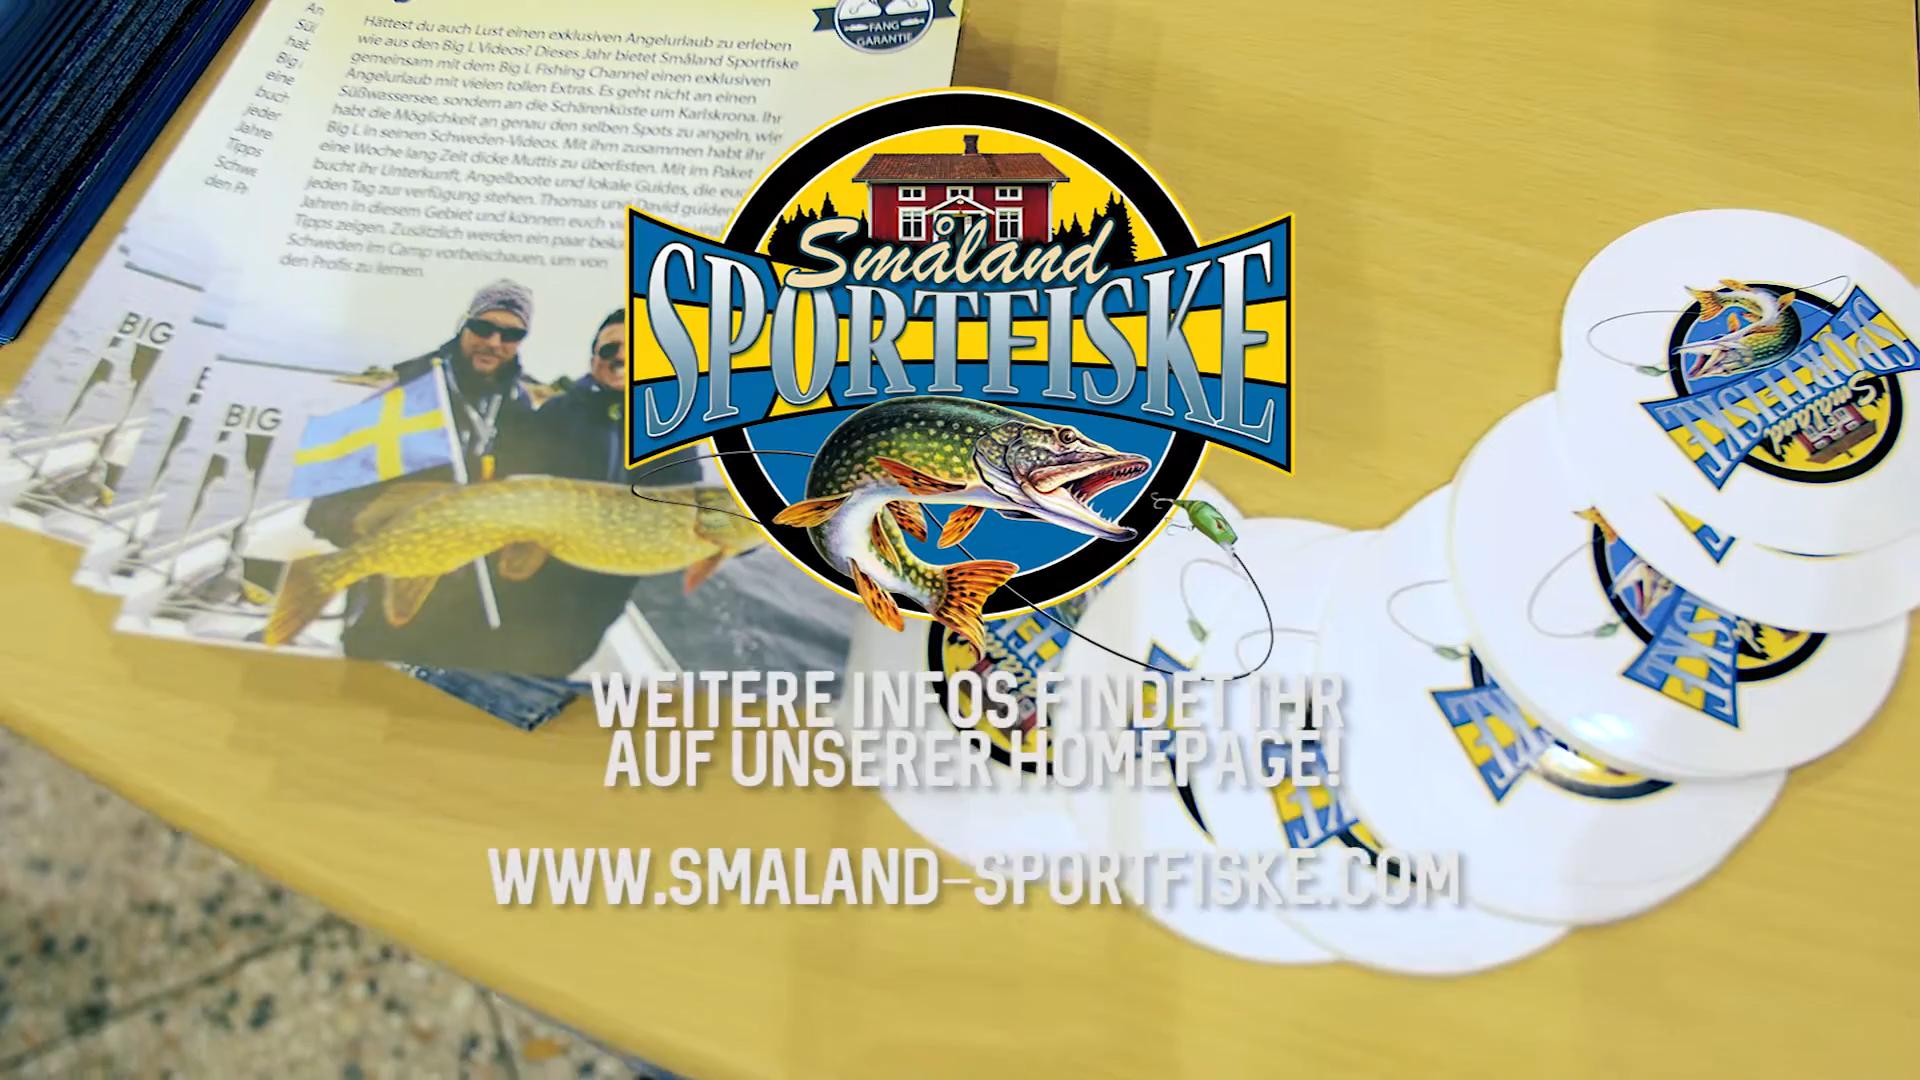 Hättest du auch Lust einen exklusiven Angelurlaub zu erleben
wie aus den Big L Videos? Dieses Jahr bietet Småland Sportfiske
gemeinsam mit dem Big L Fishing Channel einen exklusiven
Angelurlaub mit vielen tollen Extras. Es geht nicht an einen
Süßwassersee, sondern an die Schärenküste um Karlskrona. Ihr
habt die Möglichkeit an genau den selben Spots zu angeln, wie
Big L in seinen Schweden-Videos. Mit ihm zusammen habt ihr
eine Woche lang Zeit dicke Muttis zu überlisten. Mit im Paket
bucht ihr Unterkunft, Angelboote und lokale Guides, die euch
jeden Tag zur verfügung stehen. Thomas und David guiden
Jahren in diesem Gebiet und können euch
Tipps zeigen. Zusätzlich werden ein paar
Schweden im Camp vorbeischauen, um von
den Profis zu lernen.
FANG
GARANTIE
BIG
BIG
Småland
SPORTFISKE
WEITERE INFOS FINDET IHR
AUF UNSERER HOMEPAGE!
WWW.SMALAND-SPORTFISKE.COM
SPORTFISKE
Småland